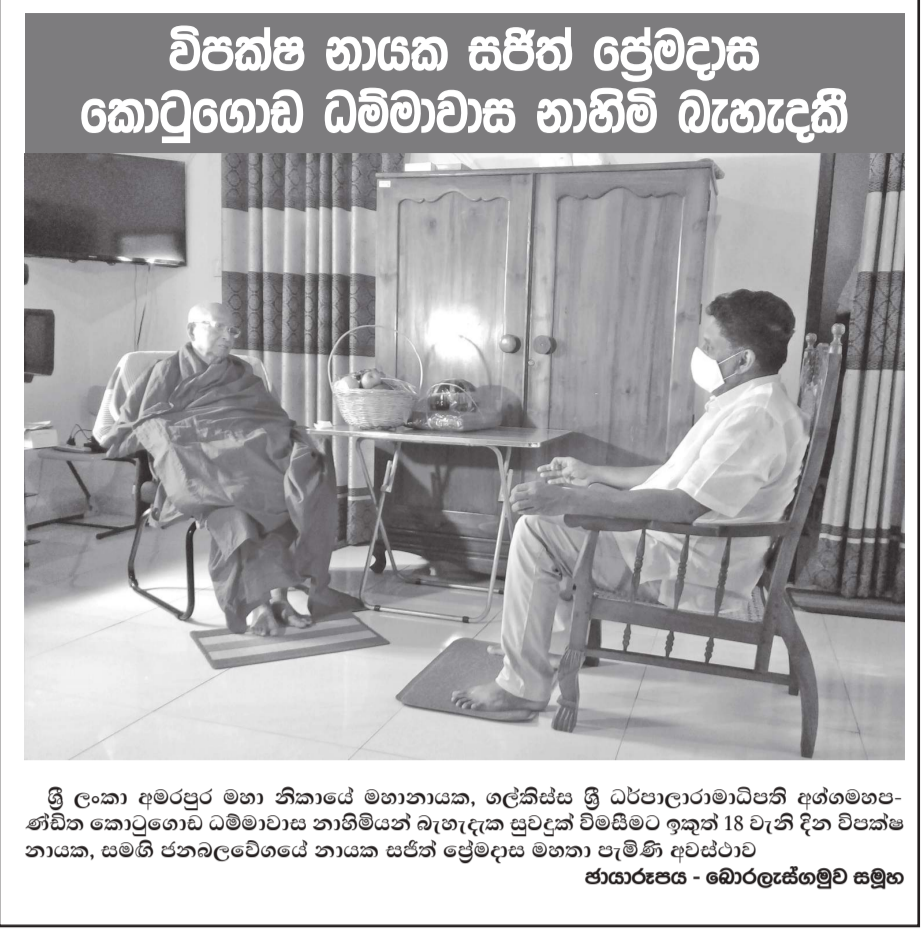 විපක්ෂ නායක සජිත් ප්‍රේමදාස
කොටුගොඩ ධම්මාවාස නාහිමි බැහැදකී
ශ්‍රී ලංකා අමරපුර මහා නිකායේ මහානායක, ගල්කිස්ස ශ්‍රී ධර්පාලාරාමාධිපති අග්ගමහප-
ණ්ඩිත කොටුගොඩ ධම්මාවාස නාහිමියන් බැහැදැක සුවදුක් විමසීමට ඉකුත් 18 වැනි දින විපක්ෂ
නායක, සමඟි ජනබලවේගයේ නායක සජිත් ප්‍රේමදාස මහතා පැමිණි අවස්ථාව
ඡායාරූපය - බොරලැස්ගමුව සමූහ